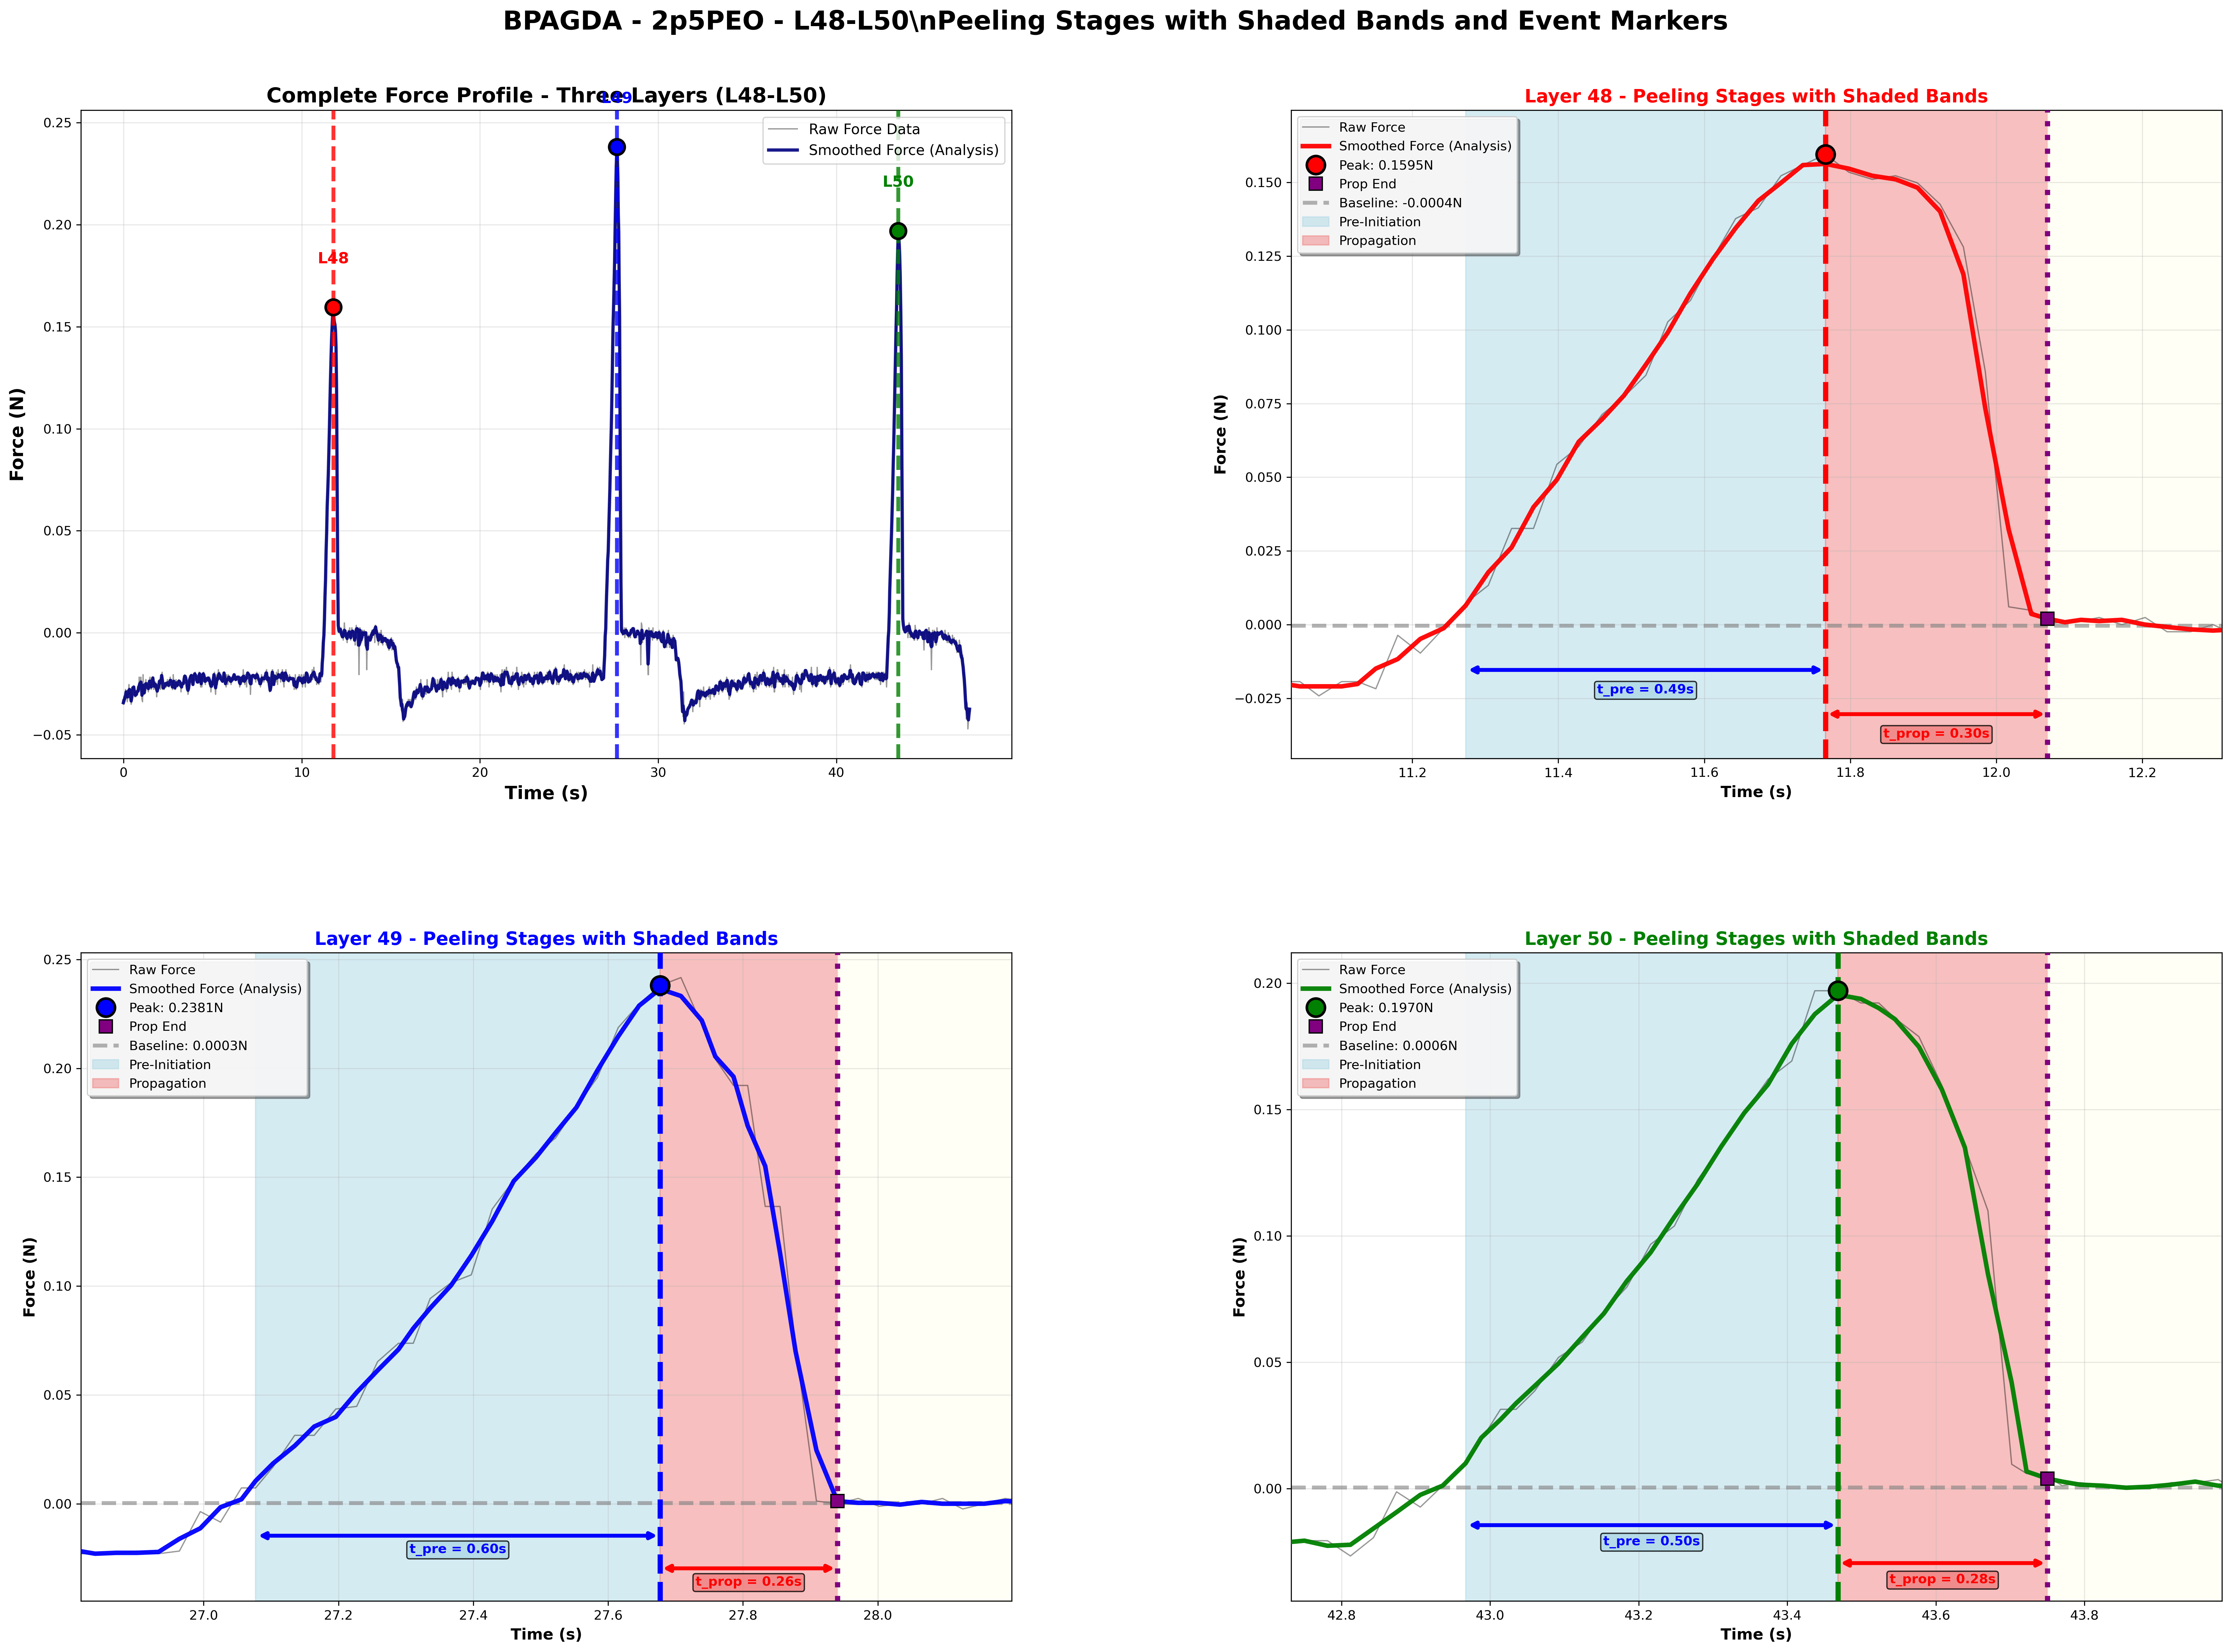 BPAGDA - 2p5PEO - L48-L50\nPeeling Stages with Shaded Bands and Event Markers
Complete Force Profile - Three Layers (L48-L50)
L49
L50
L48
Raw Force Data
Smoothed Force (Analysis)
Force (N)
0.25
0.20
0.15
0.10
0.05
0.00
−0.05
0
10
20
30
40
Time (s)
Layer 48 - Peeling Stages with Shaded Bands
Raw Force
Smoothed Force (Analysis)
Peak: 0.1595N
Prop End
Baseline: -0.0004N
Pre-Initiation
Propagation
Force (N)
0.150
0.125
0.100
0.075
0.050
0.025
0.000
−0.025
t_pre = 0.49s
t_prop = 0.30s
11.2
11.4
11.6
11.8
12.0
12.2
Time (s)
Layer 49 - Peeling Stages with Shaded Bands
Raw Force
Smoothed Force (Analysis)
Peak: 0.2381N
Prop End
Baseline: 0.0003N
Pre-Initiation
Propagation
Force (N)
0.25
0.20
0.15
0.10
0.05
0.00
t_pre = 0.60s
t_prop = 0.26s
27.0
27.2
27.4
27.6
27.8
28.0
Time (s)
Layer 50 - Peeling Stages with Shaded Bands
Raw Force
Smoothed Force (Analysis)
Peak: 0.1970N
Prop End
Baseline: 0.0006N
Pre-Initiation
Propagation
Force (N)
0.20
0.15
0.10
0.05
0.00
t_pre = 0.50s
t_prop = 0.28s
42.8
43.0
43.2
43.4
43.6
43.8
Time (s)